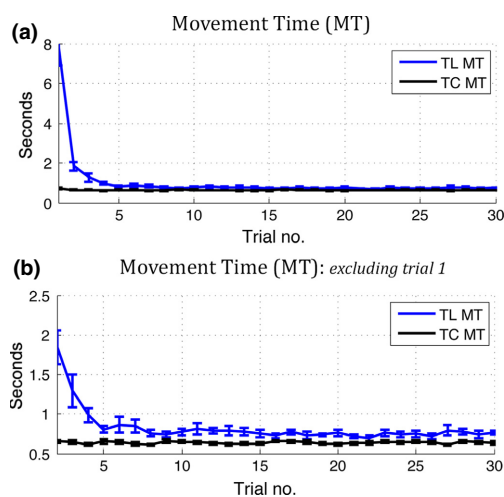 (a)
Movement Time (MT)
8
6
4
2
0
Seconds
TL MT
TC MT
5 10 15 20 25 30
Trial no.
(b)
Movement Time (MT): excluding trial 1
2.5
2
1.5
1
0.5
Seconds
TL MT
TC MT
5 10 15 20 25 30
Trial no.